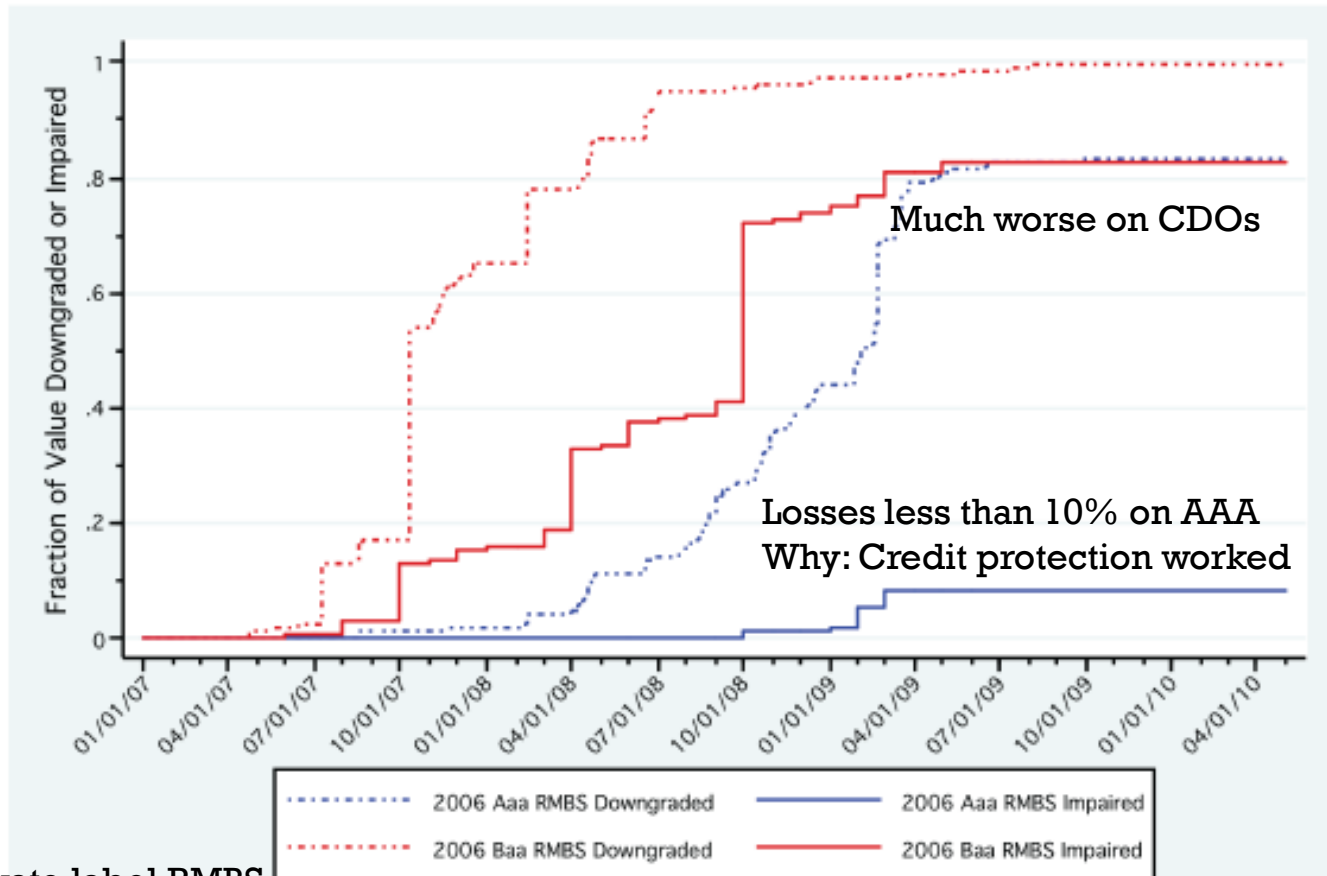 Fraction of Value Downgraded or Impaired
1
.8
.6
.4
.2
0
Much worse on CDOs
Losses less than 10% on AAA
Why: Credit protection worked
01/01/07
04/01/07
07/01/07
10/01/07
01/01/08
04/01/08
07/01/08
10/01/08
01/01/09
04/01/09
07/01/09
10/01/09
01/01/10
04/01/10
2006 Aaa RMBS Downgraded
2006 Aaa RMBS Impaired
2006 Baa RMBS Downgraded
2006 Baa RMBS Impaired
label RMBS